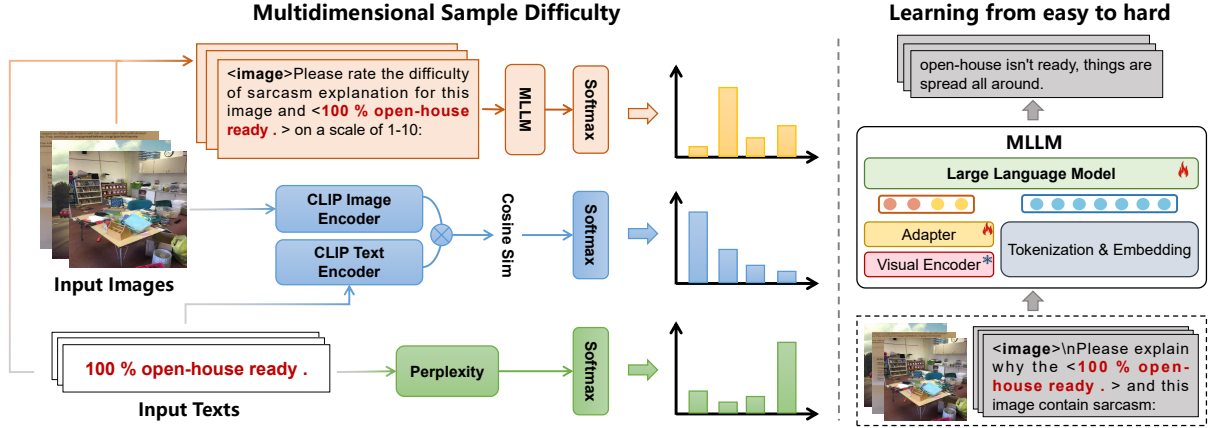 Multidimensional Sample Difficulty
<image>Please rate the difficulty
of sarcasm explanation for this
image and <100 % open-house
ready . > on a scale of 1-10:
MLLM
Softmax
Input Images
CLIP Image
Encoder
CLIP Text
Encoder
Cosine Sim
Softmax
100 % open-house ready .
Input Texts
Perplexity
Softmax
Learning from easy to hard
open-house isn't ready, things are
spread all around.
MLLM
Large Language Model
Adapter
Visual Encoder
Tokenization & Embedding
<image>\nPlease explain
why the <100 % open-
house ready . > and this
image contain sarcasm: